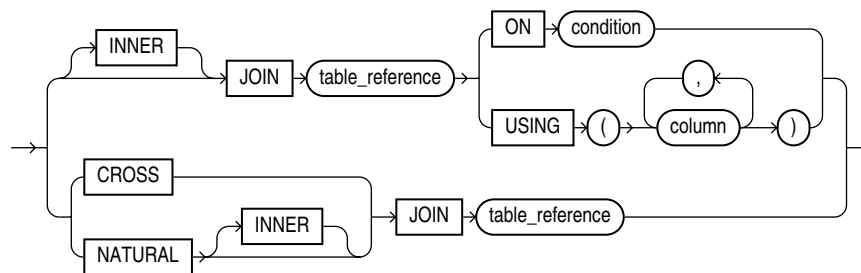 INNER JOIN table_reference ON condition
USING ( column , )
CROSS
NATURAL INNER JOIN table_reference